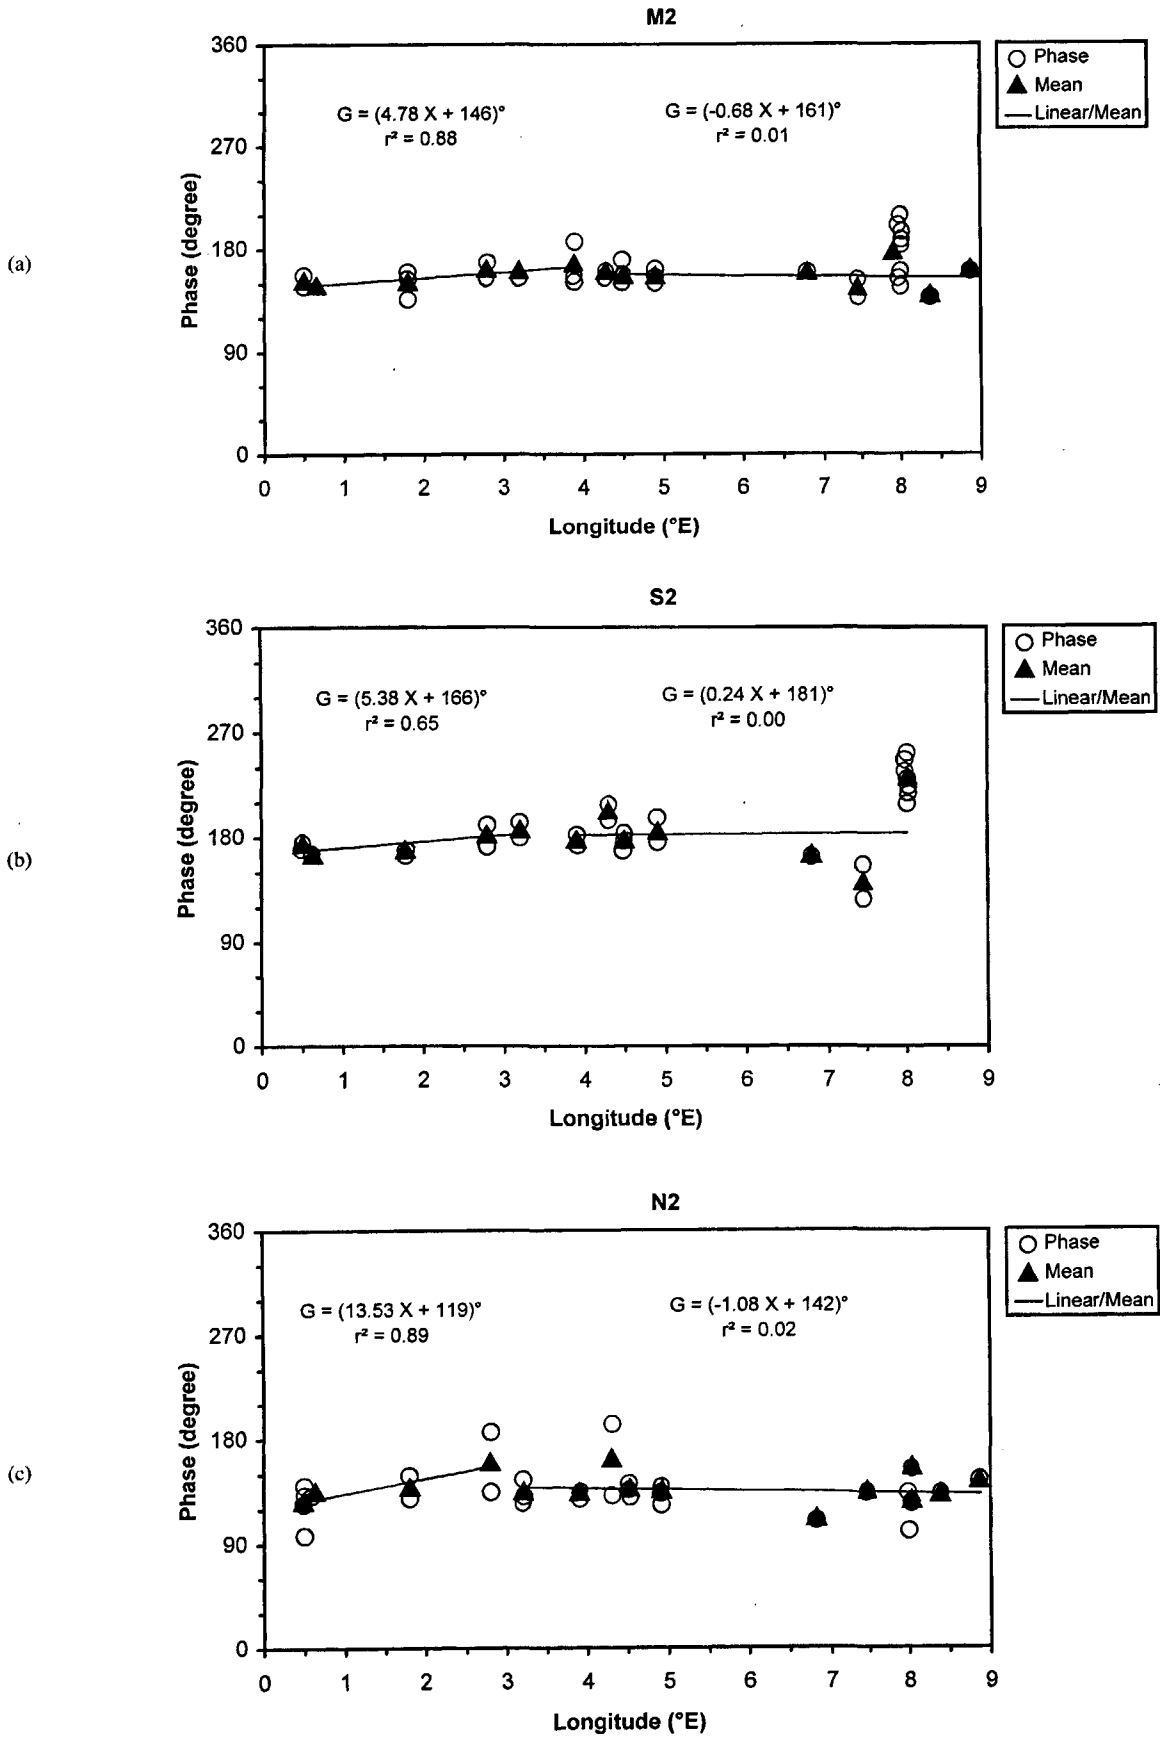 M2
360
270
180
90
0
Phase (degree)
(a)
G = (4.78 X + 146)°
r² = 0.88
G = (-0.68 X + 161)°
r² = 0.01
Phase
Mean
Linear/Mean
0 1 2 3 4 5 6 7 8 9
Longitude (°E)
S2
360
270
180
90
0
Phase (degree)
(b)
G = (5.38 X + 166)°
r² = 0.65
G = (0.24 X + 181)°
r² = 0.00
Phase
Mean
Linear/Mean
0 1 2 3 4 5 6 7 8 9
Longitude (°E)
N2
360
270
180
90
0
Phase (degree)
(c)
G = (13.53 X + 119)°
r² = 0.89
G = (-1.08 X + 142)°
r² = 0.02
Phase
Mean
Linear/Mean
0 1 2 3 4 5 6 7 8 9
Longitude (°E)